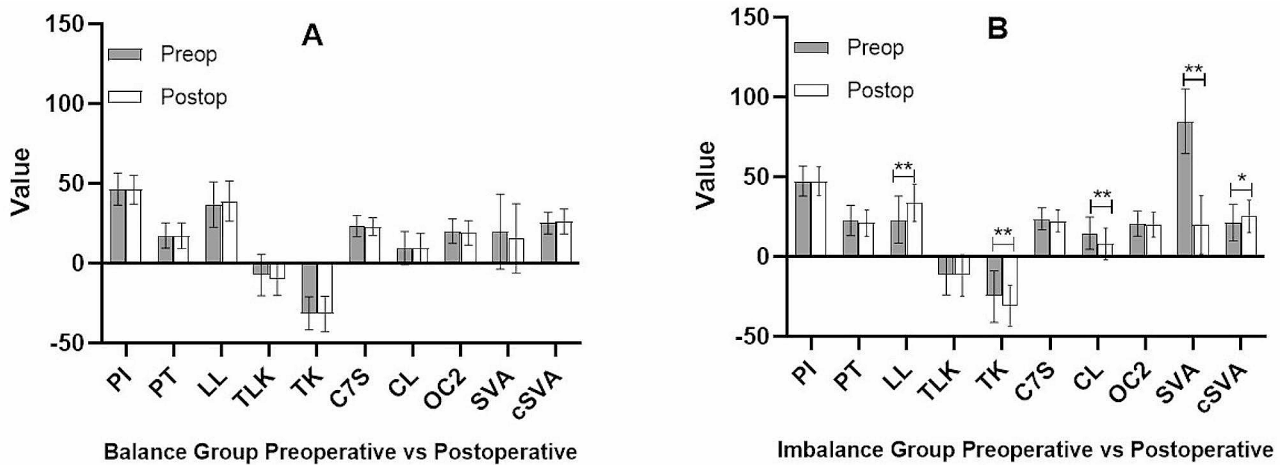 A
150
100
50
0
-50
Value
Preop
Postop
PI
PT
LL
TLK
TK
C7S
CL
OC2
SVA
cSVA
Balance Group Preoperative vs Postoperative
B
150
100
50
0
-50
Value
Preop
Postop
**
**
**
**
*
PI
PT
LL
TLK
TK
C7S
CL
OC2
SVA
cSVA
Imbalance Group Preoperative vs Postoperative